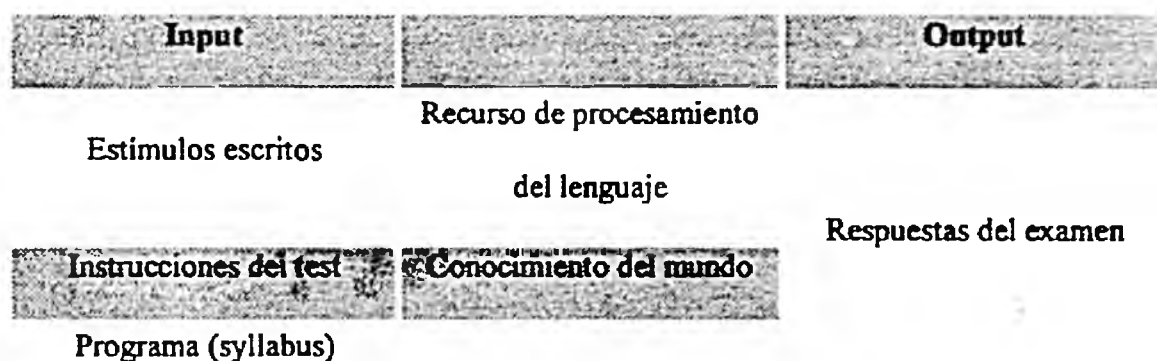 Input
Output
Recurso de procesamiento
Estímulos escritos
del lenguaje
Respuestas del examen
Instrucciones del test
Conocimiento del mundo
Programa (syllabus)